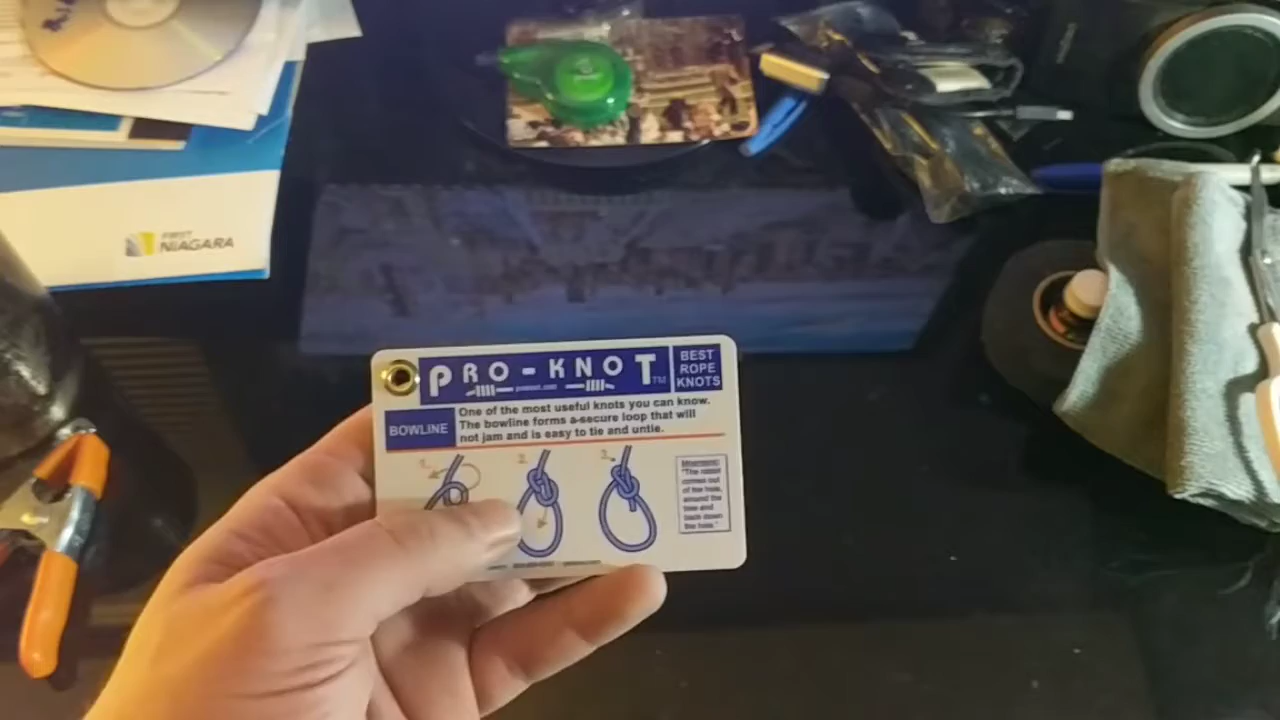 FIRST
NIAGARA
PRO-KNOT™
BEST
ROPE
KNOTS
BOWLINE
One of the most useful knots you can know.
The bowline forms a secure loop that will
not jam and is easy to tie and untie.
1.
2.
3.
Mnemonic:
"The rabbit
comes out
of the hole,
around the
tree and
back down
the hole."